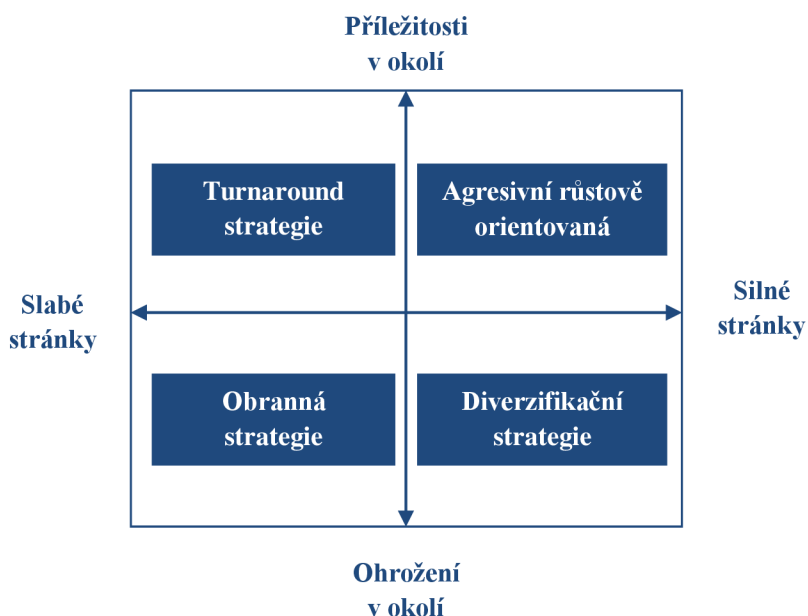 Příležitosti
v okolí
Turnaround
strategie
Agresivní růstově
orientovaná
Slabé
stránky
Silné
stránky
Obranná
strategie
Diverzifikační
strategie
Ohrožení
v okolí